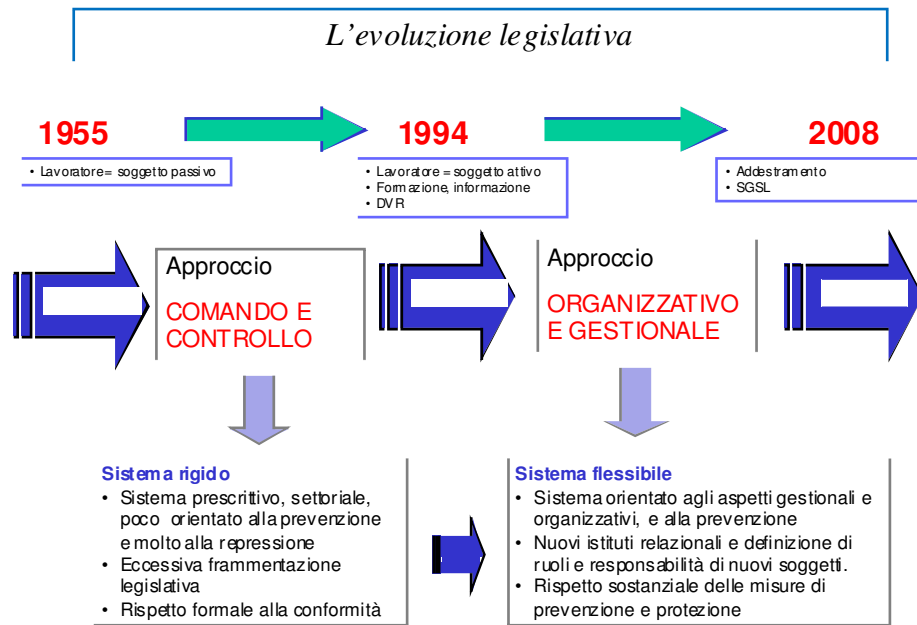 L'evoluzione legislativa
1955
1994
2008
• Lavoratore = soggetto passivo
• Lavoratore = soggetto attivo
• Formazione, informazione
• DVR
• Addestramento
• SGSL
Approccio
COMANDO E
CONTROLLO
Approccio
ORGANIZZATIVO
E GESTIONALE
Sistema rigido
• Sistema prescrittivo, settoriale,
poco orientato alla prevenzione
e molto alla repressione
• Eccessiva frammentazione
legislativa
• Rispetto formale alla conformità
Sistema flessibile
• Sistema orientato agli aspetti gestionali e
organizzativi, e alla prevenzione
• Nuovi istituti relazionali e definizione di
ruoli e responsabilità di nuovi soggetti.
• Rispetto sostanziale delle misure di
prevenzione e protezione